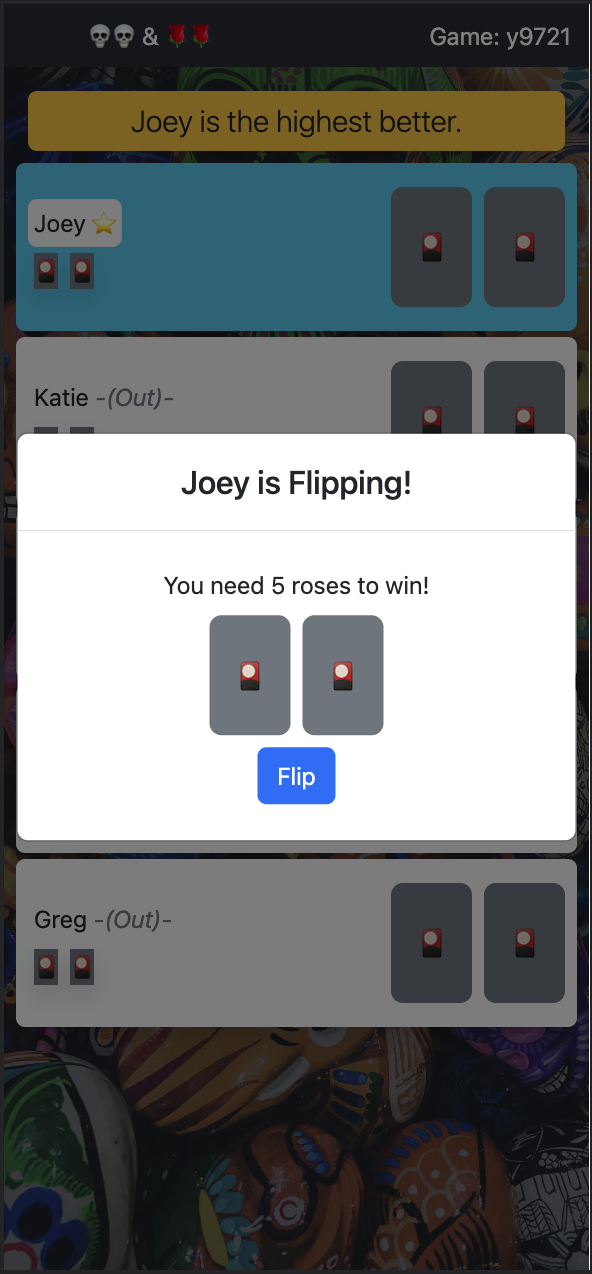 💀💀 & 🌹🌹 Game: y9721
Joey is the highest better.
Joey ⭐
Katie -(Out)-
Joey is Flipping!
You need 5 roses to win!
Flip
Greg -(Out)-